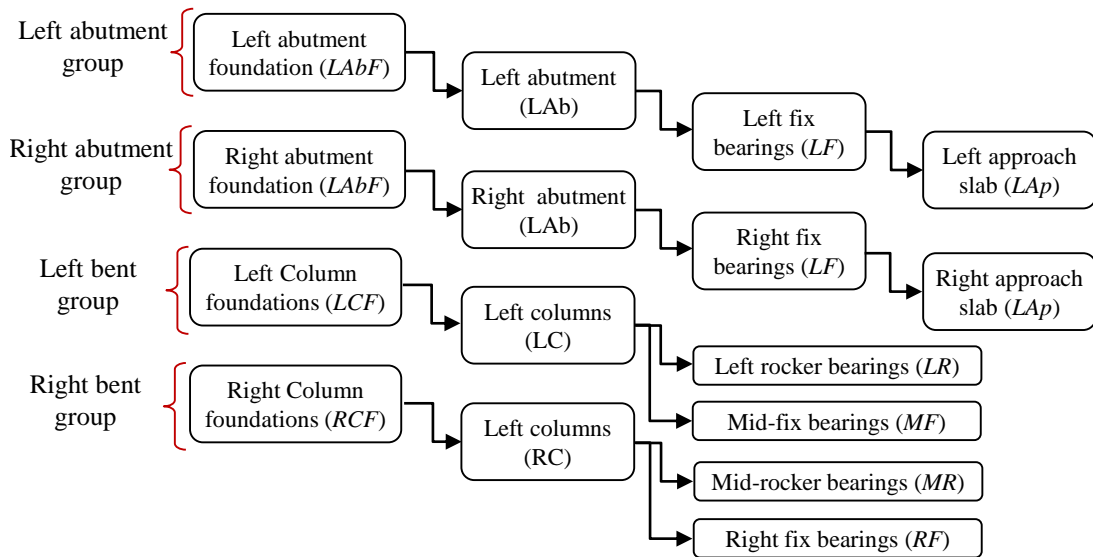 Left abutment
group
Left abutment
foundation (LAbF)
Left abutment
(LAb)
Left fix
bearings (LF)
Left approach
slab (LAp)
Right abutment
group
Right abutment
foundation (LAbF)
Right abutment
(LAb)
Right fix
bearings (LF)
Right approach
slab (LAp)
Left bent
group
Left Column
foundations (LCF)
Left columns
(LC)
Left rocker bearings (LR)
Mid-fix bearings (MF)
Right bent
group
Right Column
foundations (RCF)
Left columns
(RC)
Mid-rocker bearings (MR)
Right fix bearings (RF)